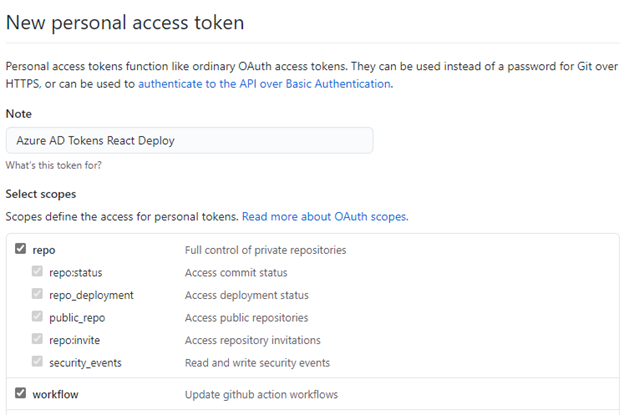 New personal access token
Personal access tokens function like ordinary OAuth access tokens. They can be used instead of a password for Git over
HTTPS, or can be used to authenticate to the API over Basic Authentication.
Note
Azure AD Tokens React Deploy
What's this token for?
Select scopes
Scopes define the access for personal tokens. Read more about OAuth scopes.
repo Full control of private repositories
repo:status Access commit status
repo_deployment Access deployment status
public_repo Access public repositories
repo:invite Access repository invitations
security_events Read and write security events
workflow Update github action workflows